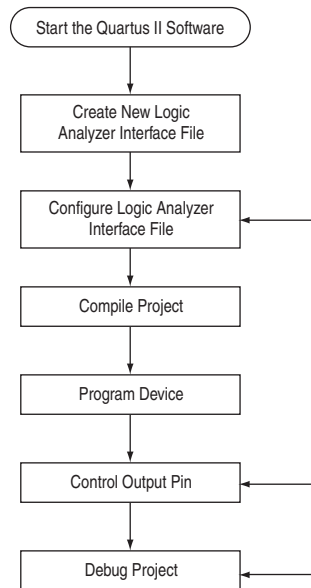 Start the Quartus II Software
Create New Logic
Analyzer Interface File
Configure Logic Analyzer
Interface File
Compile Project
Program Device
Control Output Pin
Debug Project